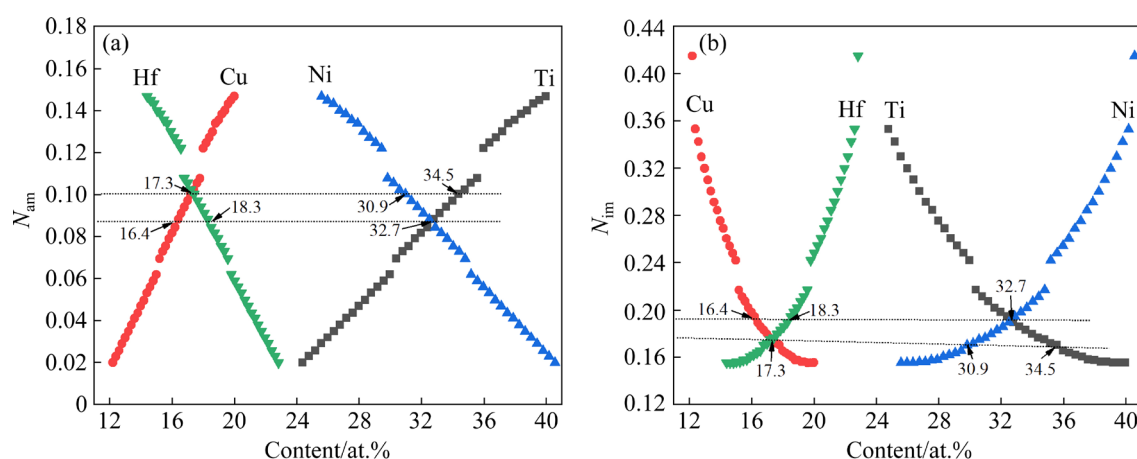 0.18
0.16
0.14
0.12
0.10
0.08
0.06
0.04
0.02
0
N_am
(a)
Hf
Cu
Ni
Ti
17.3
34.5
30.9
18.3
16.4
32.7
12 16 20 24 28 32 36 40
Content/at.%
0.44
0.40
0.36
0.32
0.28
0.24
0.20
0.16
0.12
N_im
(b)
Cu
Hf
Ti
Ni
16.4
18.3
32.7
17.3
30.9
34.5
12 16 20 24 28 32 36 40
Content/at.%